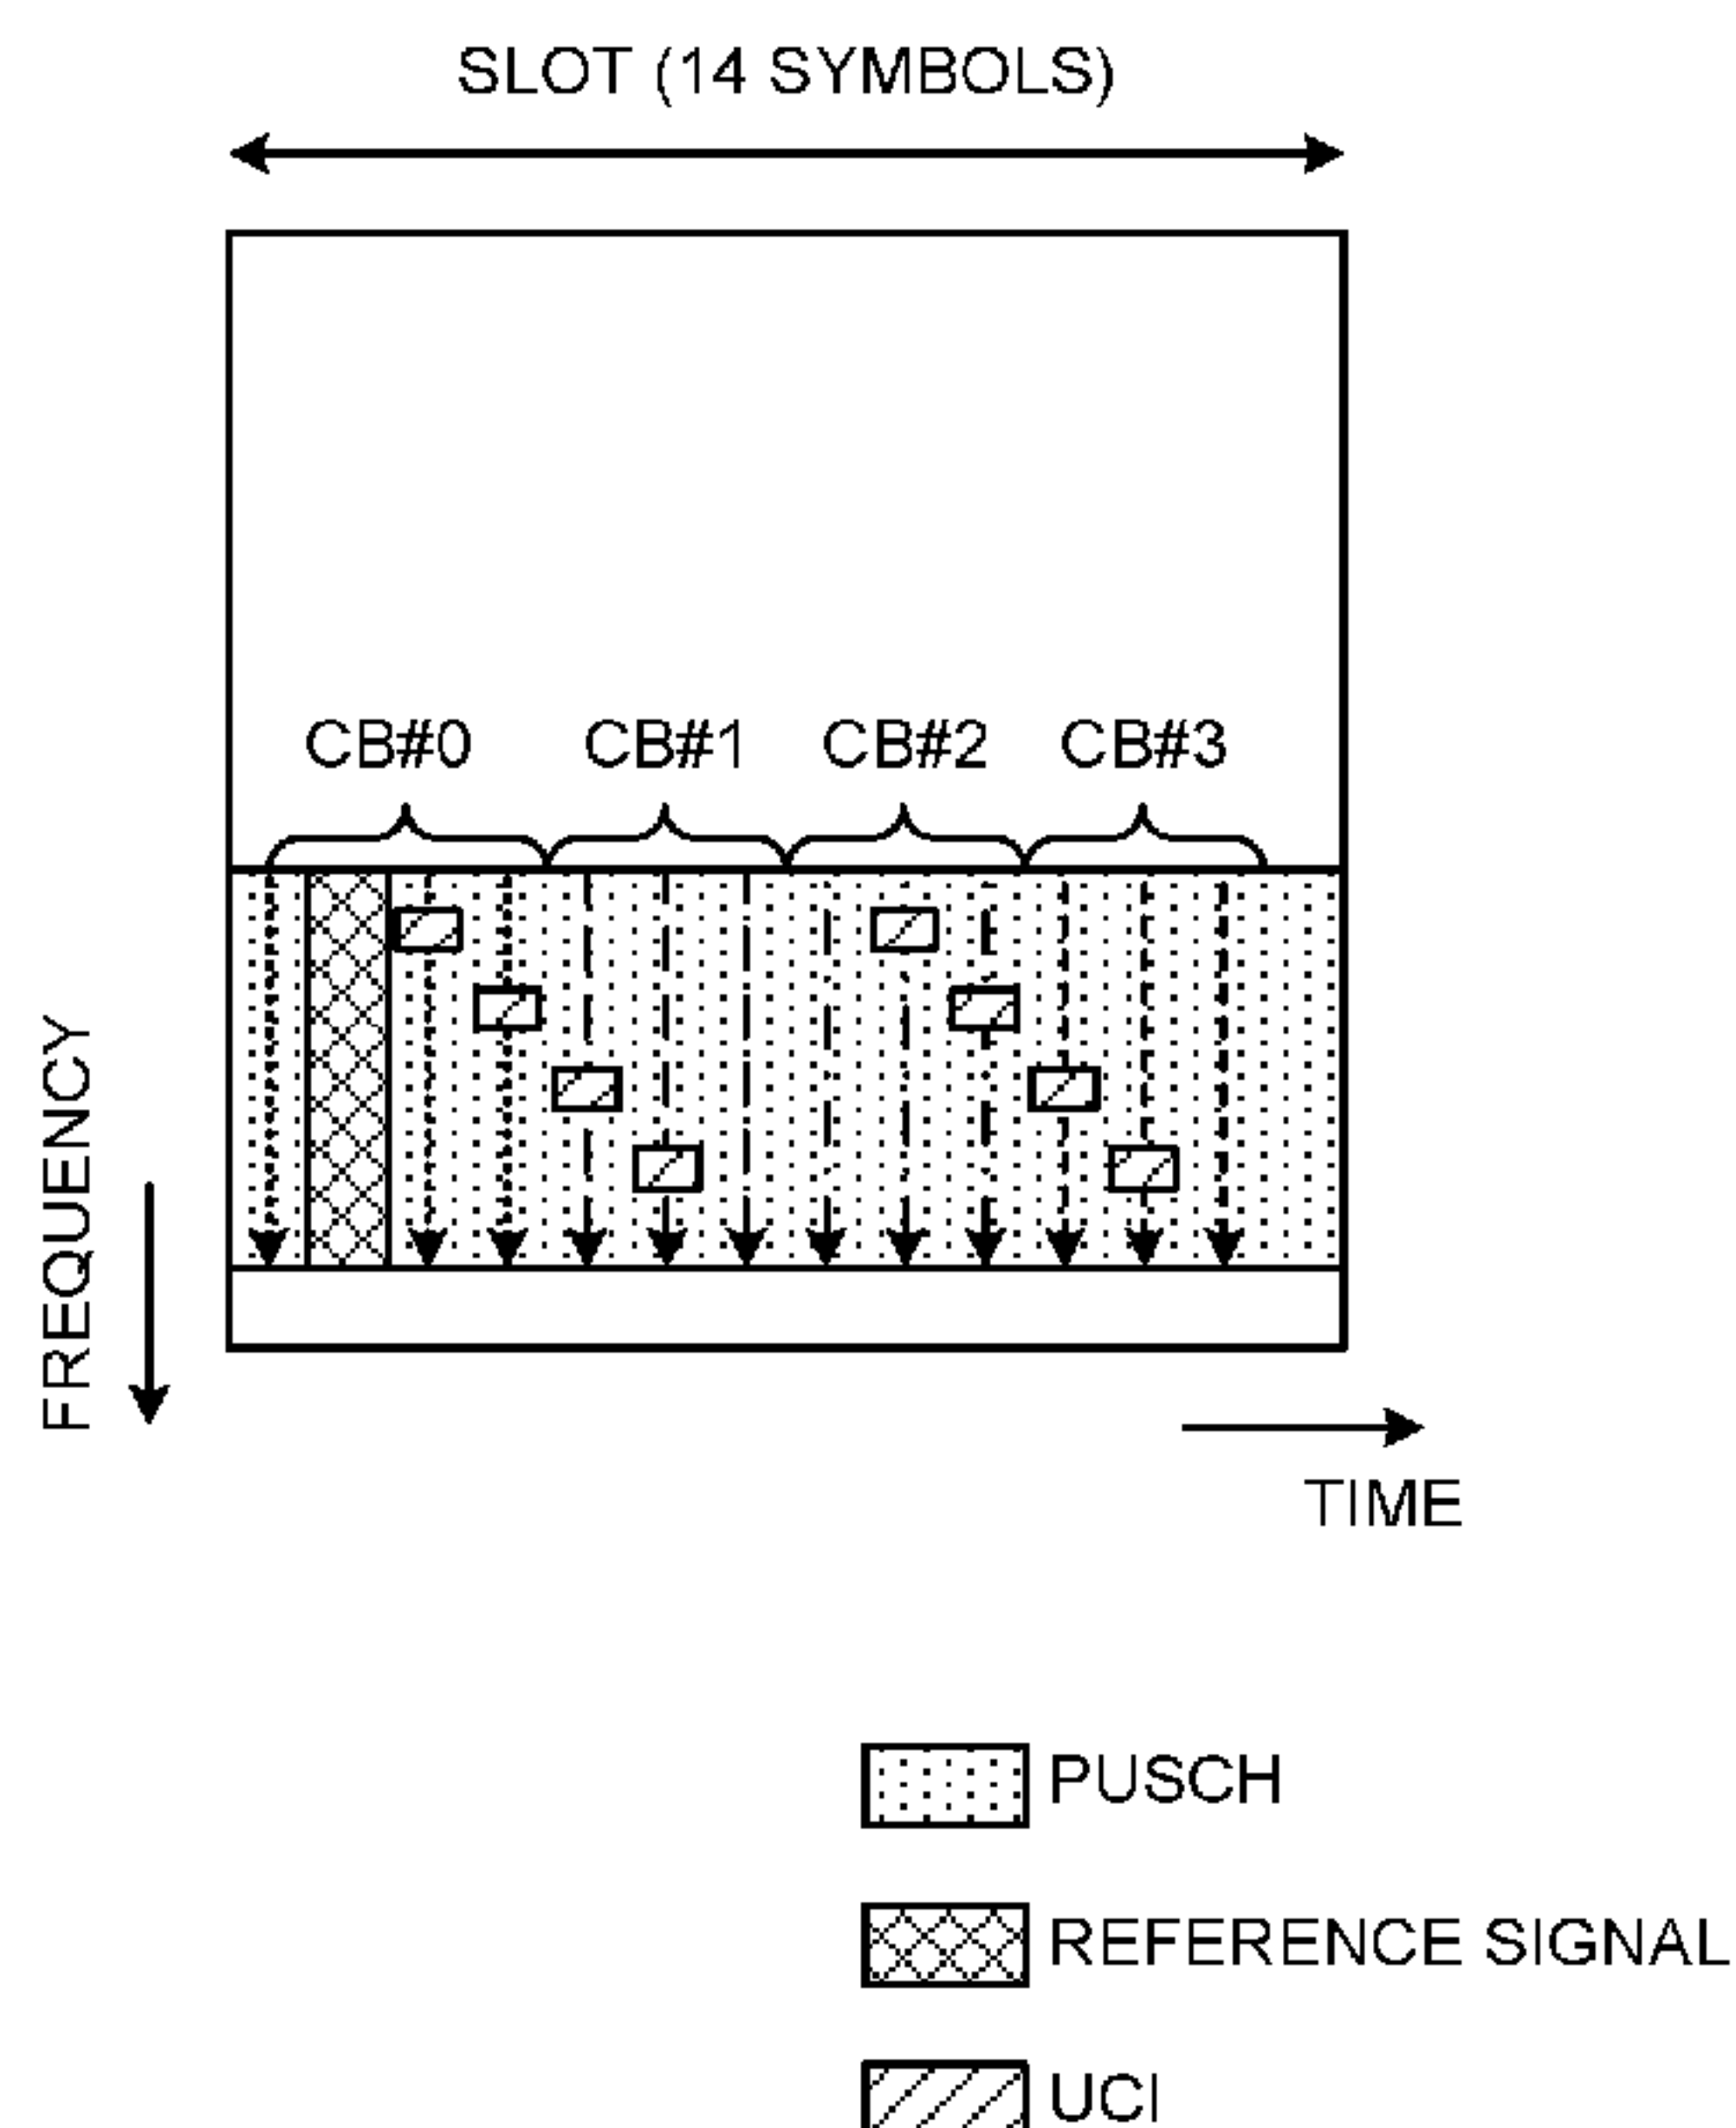 SLOT (14 SYMBOLS)
CB#0 CB#1 CB#2 CB#3
FREQUENCY
TIME
PUSCH
REFERENCE SIGNAL
UCI